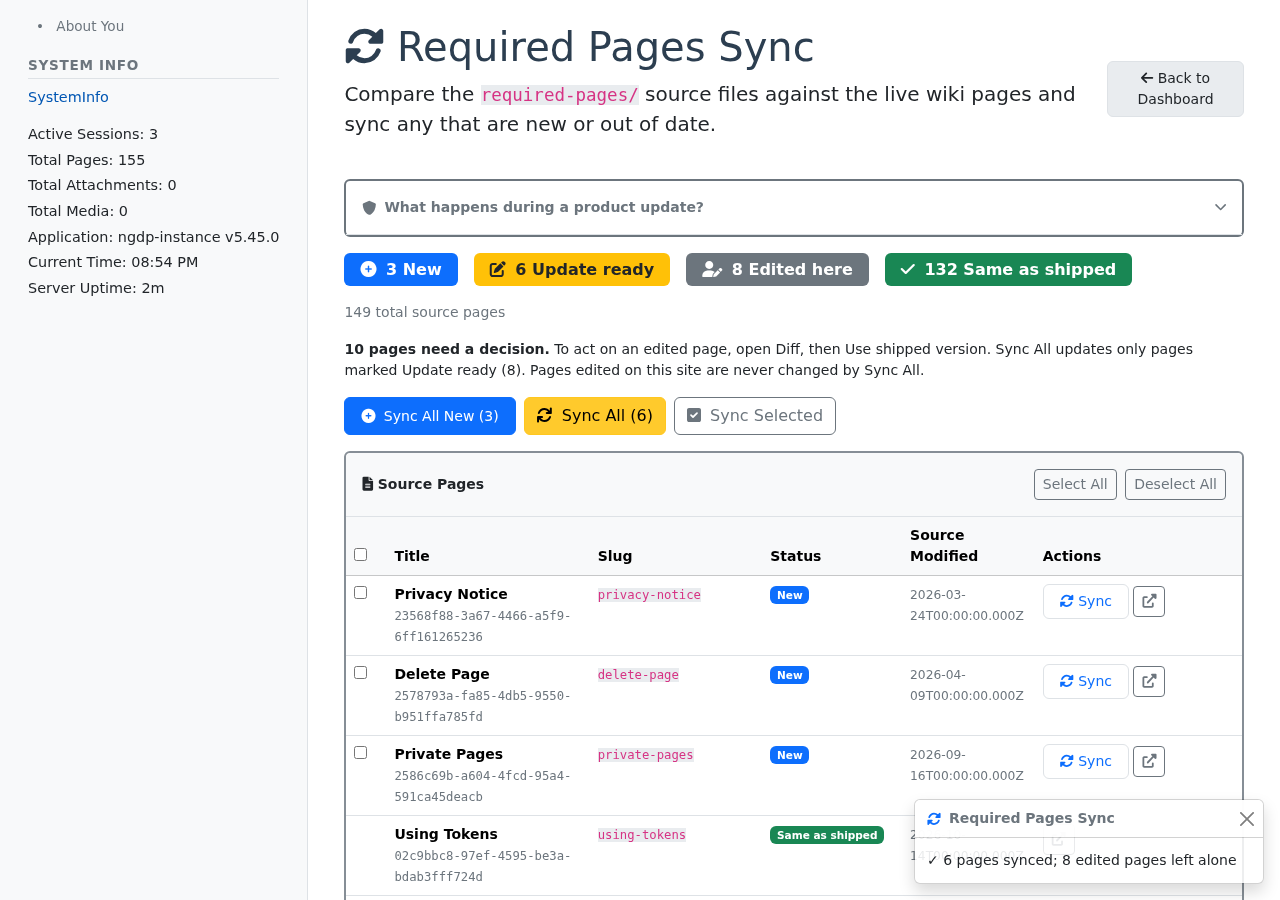 About You
SYSTEM INFO
SystemInfo
Active Sessions: 3
Total Pages: 155
Total Attachments: 0
Total Media: 0
Application: ngdp-instance v5.45.0
Current Time: 08:54 PM
Server Uptime: 2m
Required Pages Sync
Compare the required-pages/ source files against the live wiki pages and
sync any that are new or out of date.
Back to
Dashboard
What happens during a product update?
3 New
6 Update ready
8 Edited here
132 Same as shipped
149 total source pages
10 pages need a decision. To act on an edited page, open Diff, then Use shipped version. Sync All updates only pages
marked Update ready (8). Pages edited on this site are never changed by Sync All.
Sync All New (3)
Sync All (6)
Sync Selected
Source Pages
Select All
Deselect All
Title
Slug
Status
Source
Modified
Actions
Privacy Notice
23568f88-3a67-4466-a5f9-
6ff161265236
privacy-notice
New
2026-03-
24T00:00:00.000Z
Sync
Delete Page
2578793a-fa85-4db5-9550-
b951ffa785fd
delete-page
New
2026-04-
09T00:00:00.000Z
Sync
Private Pages
2586c69b-a604-4fcd-95a4-
591ca45deacb
private-pages
New
2026-09-
16T00:00:00.000Z
Sync
Using Tokens
02c9bbc8-97ef-4595-be3a-
bdab3fff724d
using-tokens
Same as shipped
Required Pages Sync
✓ 6 pages synced; 8 edited pages left alone